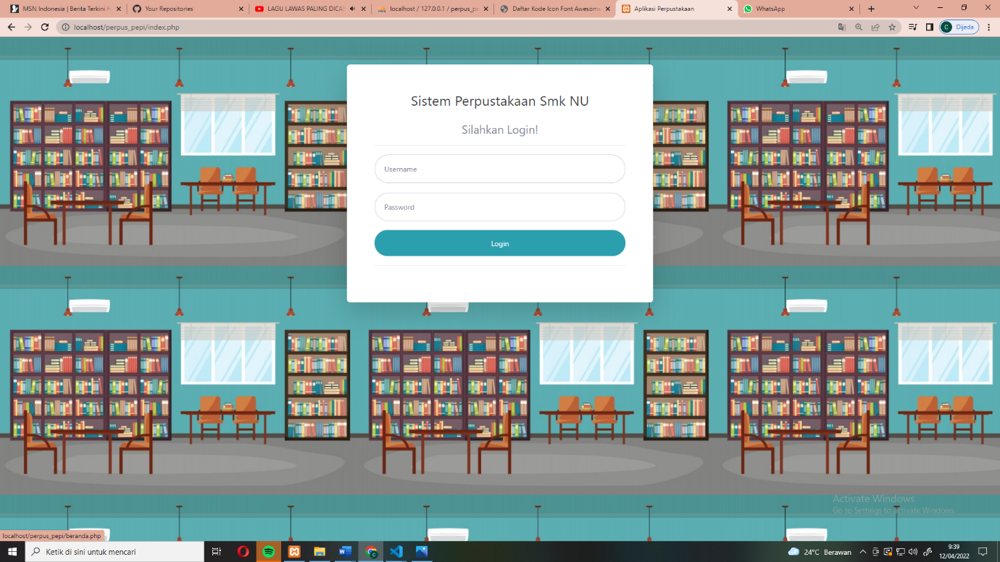 MSN Indonesia | Berita Terkini H
Your Repositories
LAGU LAWAS PALING DICAR
localhost / 127.0.0.1 / perpus_pe
Daftar Kode Icon Font Awesome
Aplikasi Perpustakaan
WhatsApp
localhost/perpus_pepi/index.php
C Dijeda
Sistem Perpustakaan Smk NU
Silahkan Login!
Username
Password
Login
Activate Windows
Go to Settings to activate Windows.
localhost/perpus_pepi/beranda.php
Ketik di sini untuk mencari
24°C Berawan
9:39
12/04/2022